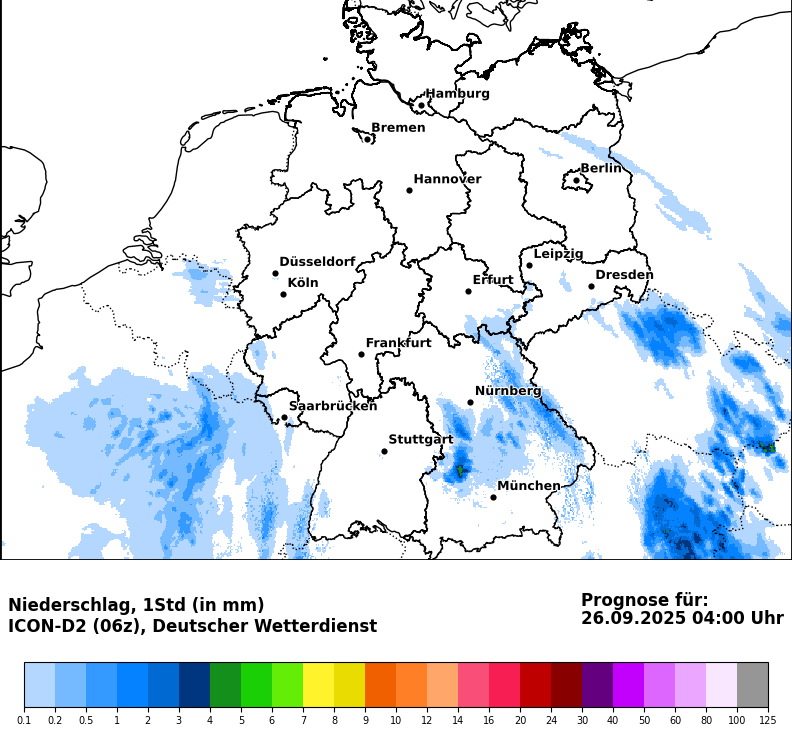 Hamburg
Bremen
Berlin
Hannover
Leipzig
Düsseldorf
Dresden
Köln
Erfurt
Frankfurt
Nürnberg
Saarbrücken
Stuttgart
München
Niederschlag, 1Std (in mm)
ICON-D2 (06z), Deutscher Wetterdienst
Prognose für:
26.09.2025 04:00 Uhr
0.1 0.2 0.5 1 2 3 4 5 6 7 8 9 10 12 14 16 20 24 30 40 50 60 80 100 125